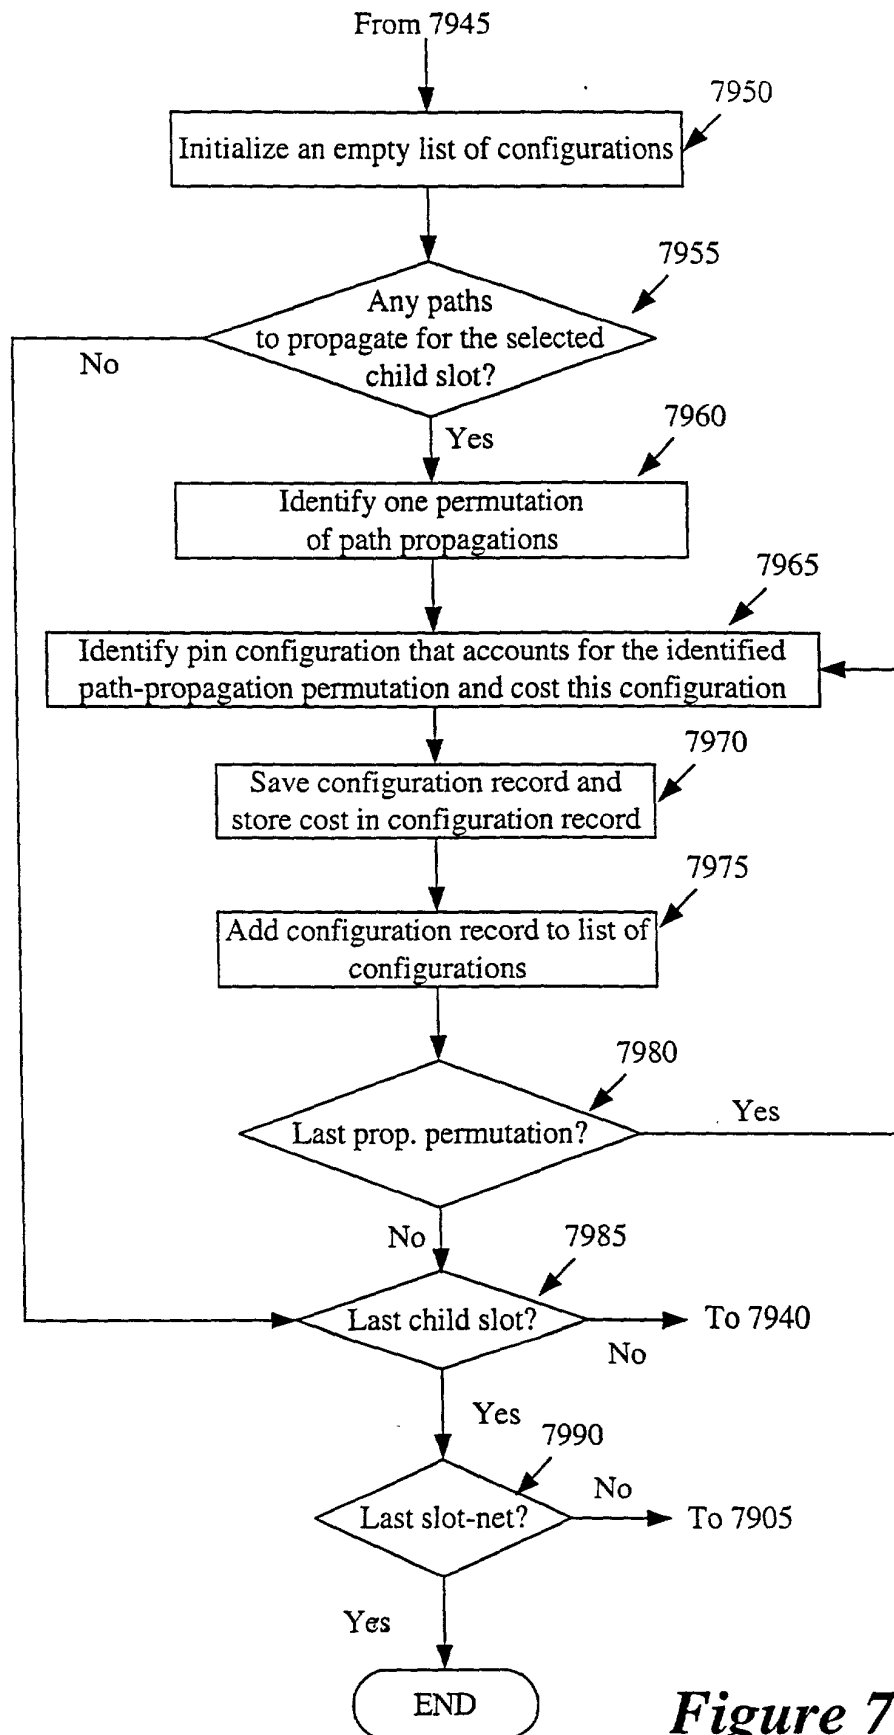 From 7945
7950
Initialize an empty list of configurations
7955
Any paths
to propagate for the selected
child slot?
No
Yes
7960
Identify one permutation
of path propagations
7965
Identify pin configuration that accounts for the identified
path-propagation permutation and cost this configuration
7970
Save configuration record and
store cost in configuration record
7975
Add configuration record to list of
configurations
7980
Last prop. permutation?
Yes
No
7985
Last child slot?
To 7940
No
Yes
7990
Last slot-net?
No
To 7905
Yes
END
Figure 7